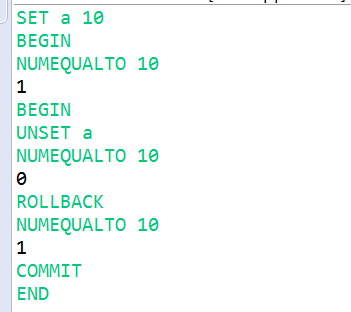 SET a 10
BEGIN
NUMEQUALTO 10
1
BEGIN
UNSET a
NUMEQUALTO 10
0
ROLLBACK
NUMEQUALTO 10
1
COMMIT
END